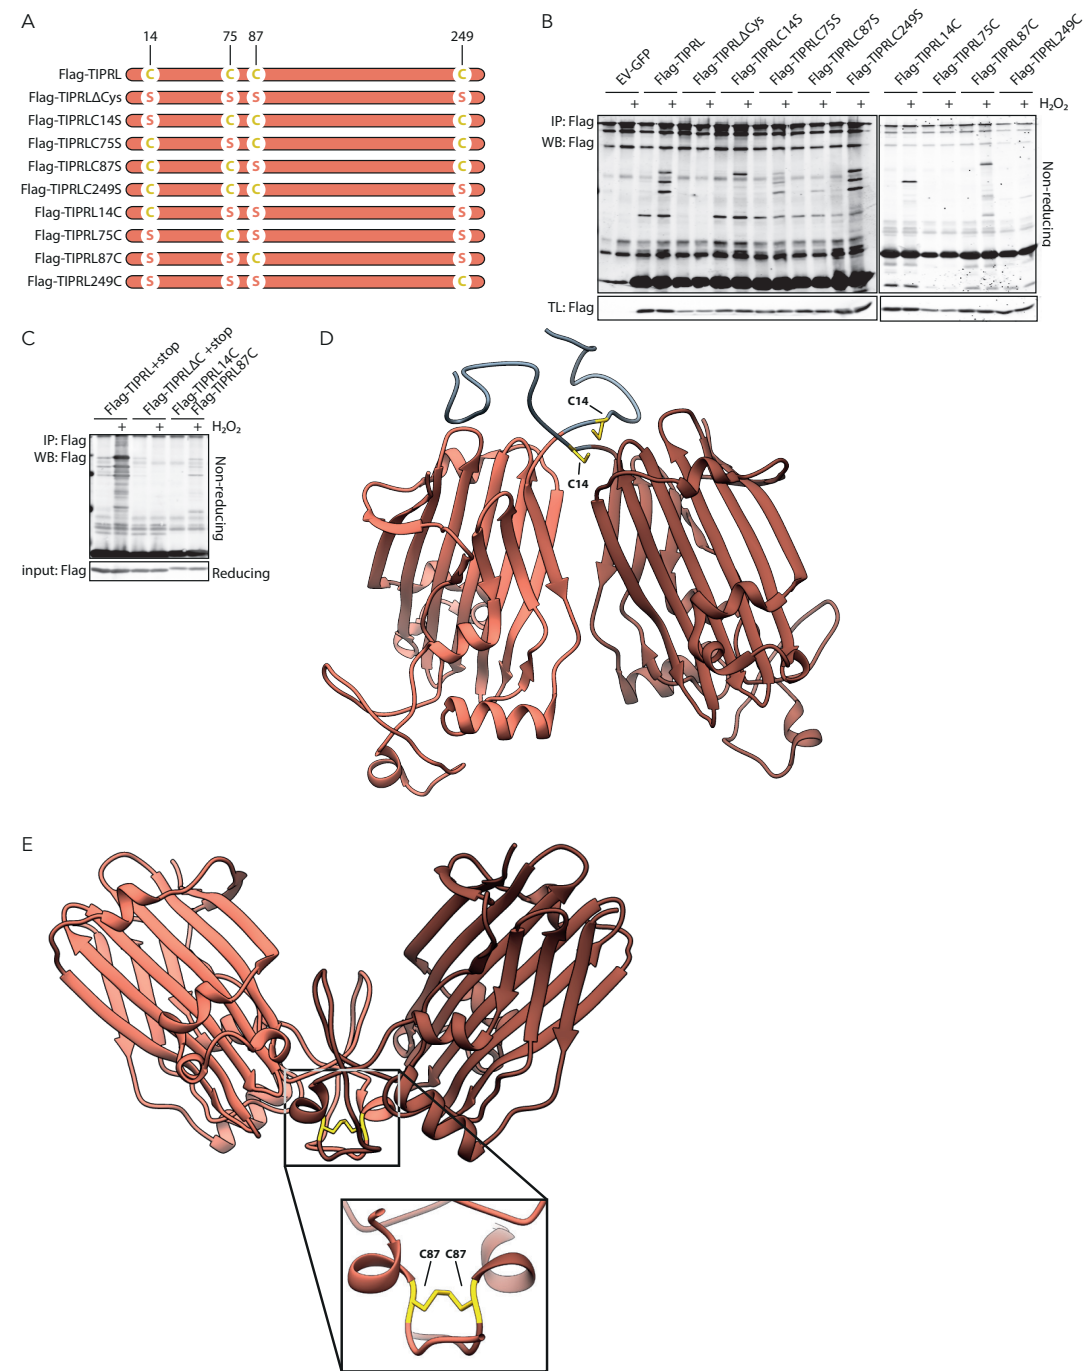 A
14 75 87 249
Flag-TIPRL C C C C
Flag-TIPRLΔCys S S S S
Flag-TIPRLC14S S C C C
Flag-TIPRLC75S C S C C
Flag-TIPRLC87S C C S C
Flag-TIPRLC249S C C C S
Flag-TIPRL14C C S S S
Flag-TIPRL75C S C S S
Flag-TIPRL87C S S C S
Flag-TIPRL249C S S S C
B
EV-GFP
Flag-TIPRL
Flag-TIPRLΔCys
Flag-TIPRLC14S
Flag-TIPRLC75S
Flag-TIPRLC87S
Flag-TIPRLC249S
Flag-TIPRL14C
Flag-TIPRL75C
Flag-TIPRL87C
Flag-TIPRL249C
+ + + + + + + + + + + H₂O₂
IP: Flag
WB: Flag
Non-reducing
TL: Flag
C
Flag-TIPRL+stop
Flag-TIPRLΔC +stop
Flag-TIPRL14C
Flag-TIPRL87C
+ + + H₂O₂
IP: Flag
WB: Flag
Non-reducing
input: Flag
Reducing
D
C14
C14
E
C87 C87